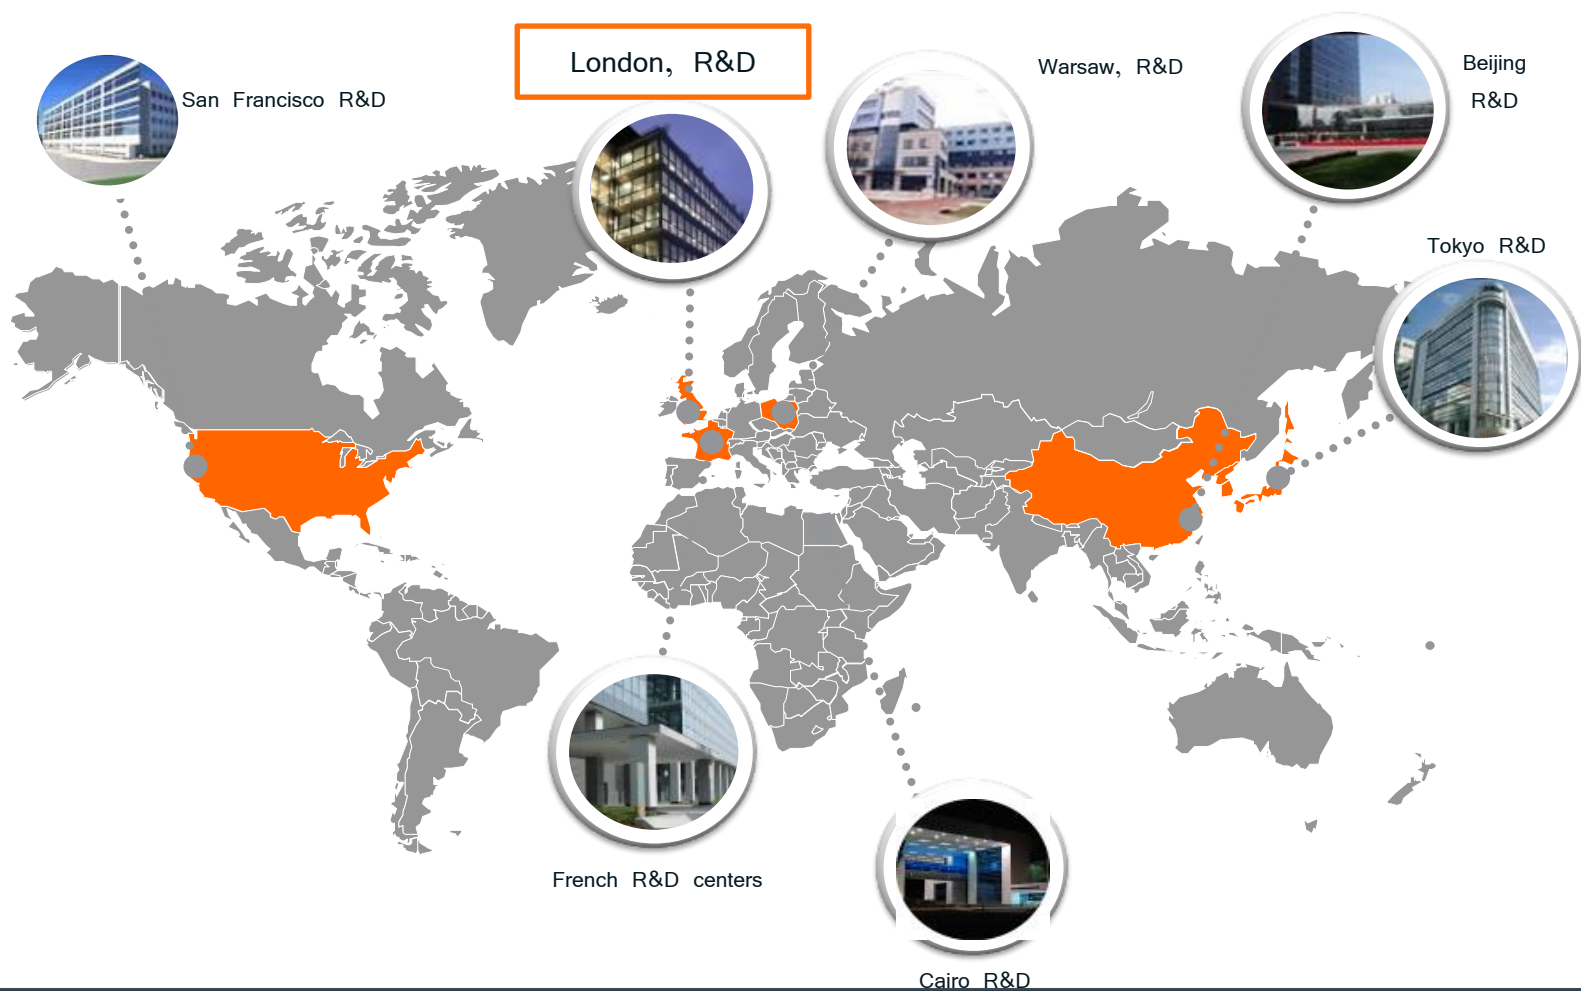 London, R&D
Warsaw, R&D
Beijing
R&D
San Francisco R&D
Tokyo R&D
French R&D centers
Cairo R&D